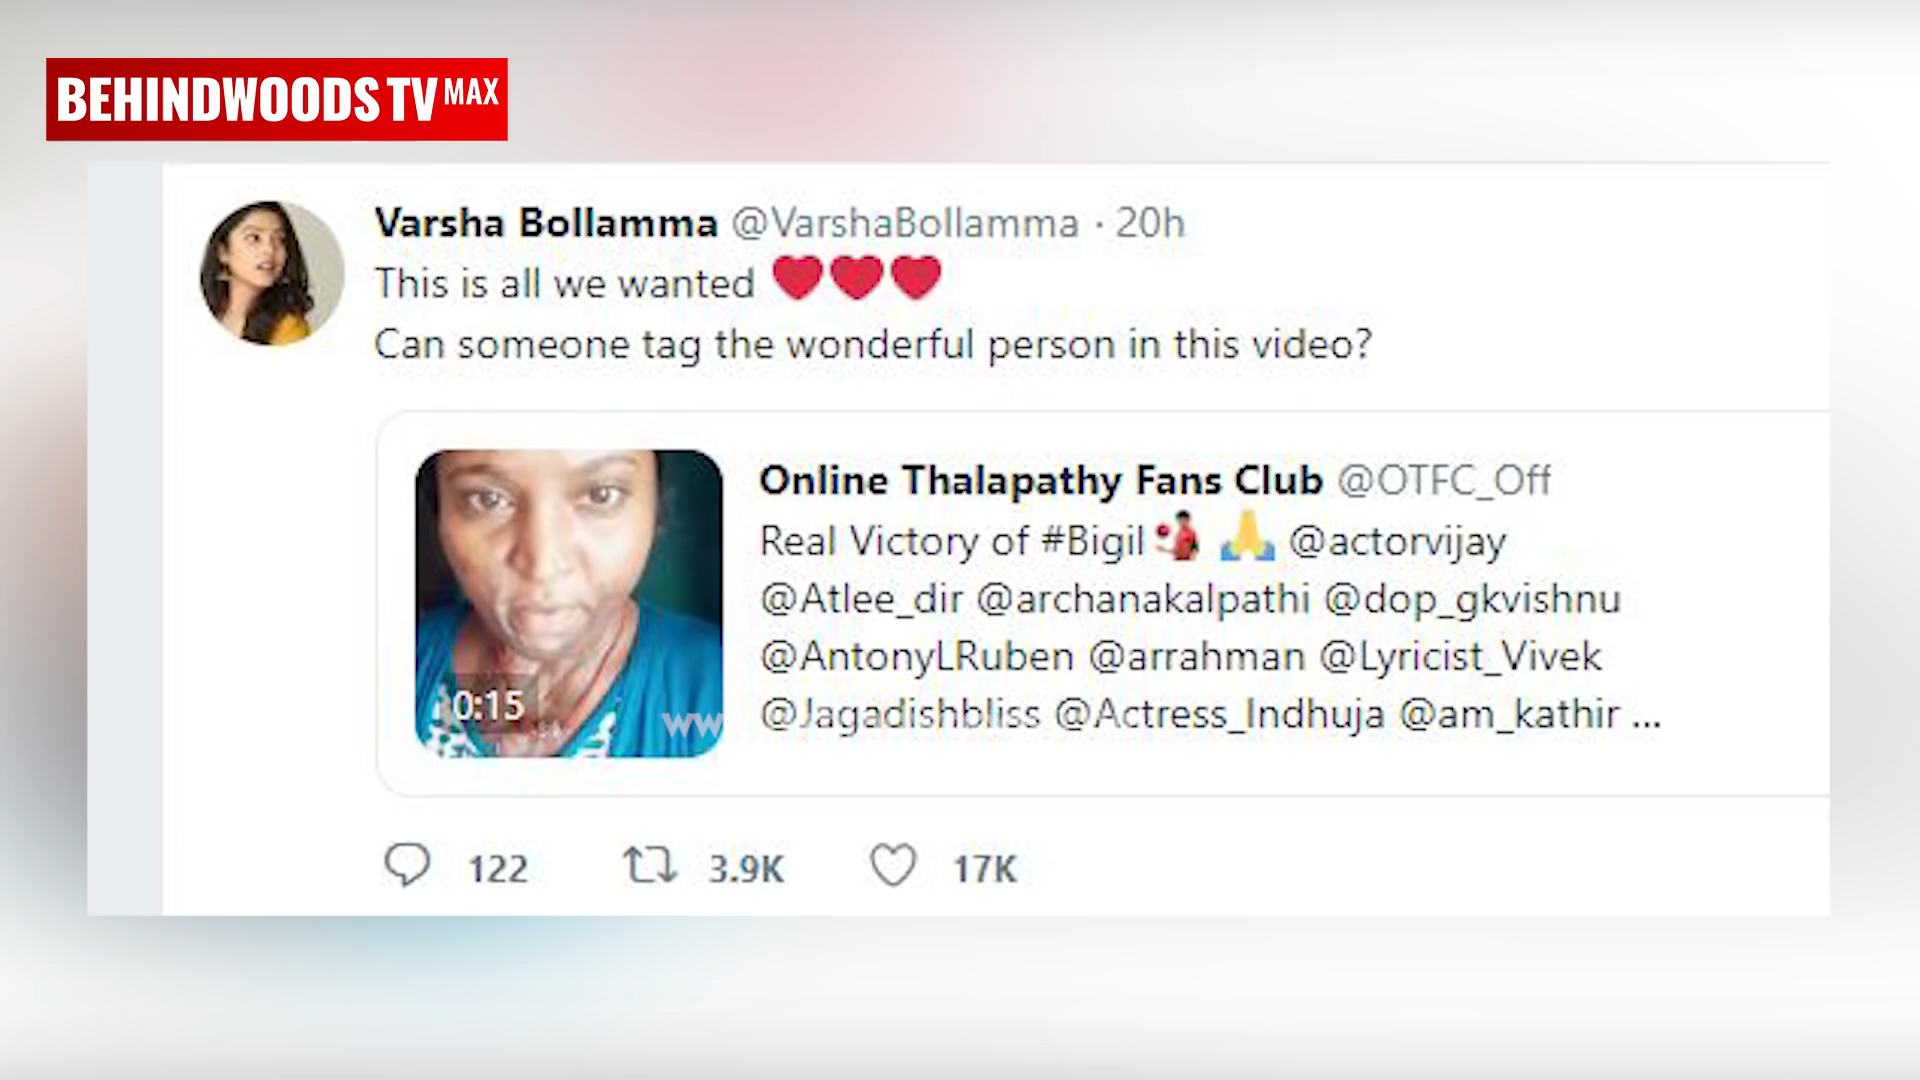 BEHINDWOODS TV MAX
Varsha Bollamma @VarshaBollamma · 20h
This is all we wanted ❤❤❤
Can someone tag the wonderful person in this video?
Online Thalapathy Fans Club @OTFC_Off
Real Victory of #Bigil 🙏 @actorvijay
@Atlee_dir @archanakalpathi @dop_gkvishnu
@AntonyLRuben @arrahman @Lyricist_Vivek
@Jagadishbliss @Actress_Indhuja @am_kathir ...
0:15
WW
122 3.9K 17K